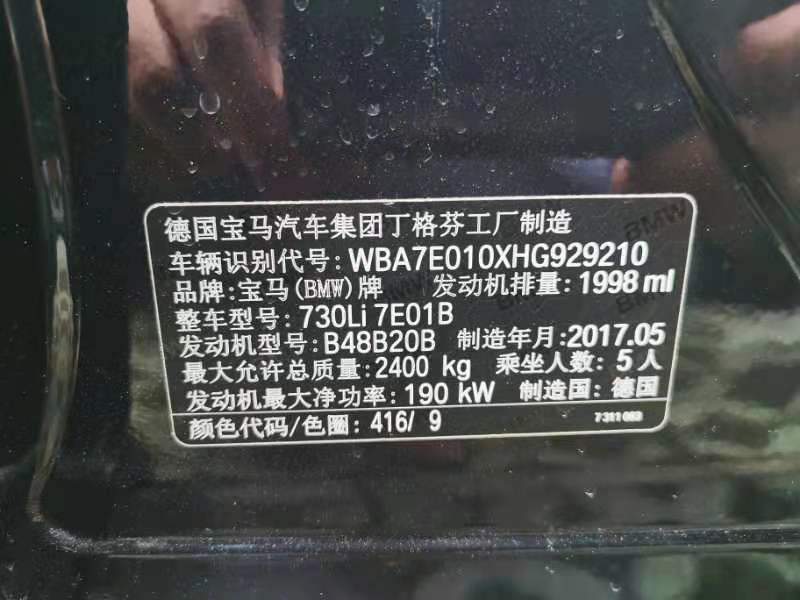 德国宝马汽车集团丁格芬工厂制造
车辆识别代号: WBA7E010XHG929210
品牌: 宝马(BMW)牌 发动机排量: 1998 ml
整车型号: 730Li 7E01B
发动机型号: B48B20B 制造年月: 2017.05
最大允许总质量: 2400 kg 乘坐人数: 5人
发动机最大净功率: 190 kW 制造国: 德国
颜色代码/色圈: 416/ 9